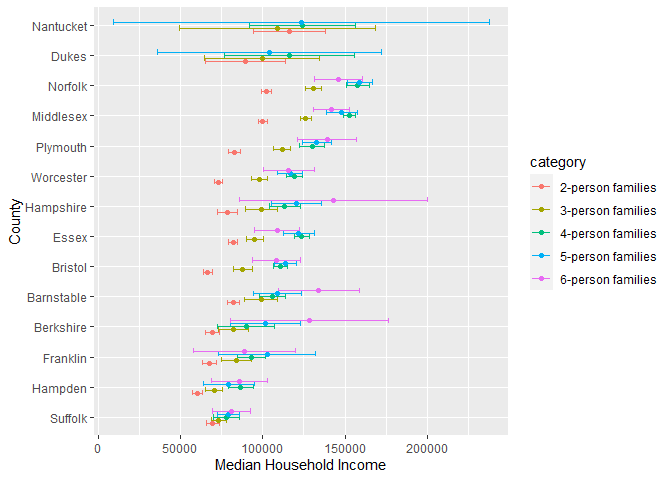 County
Nantucket
Dukes
Norfolk
Middlesex
Plymouth
Worcester
Hampshire
Essex
Bristol
Barnstable
Berkshire
Franklin
Hampden
Suffolk
0 50000 100000 150000 200000
Median Household Income
category
2-person families
3-person families
4-person families
5-person families
6-person families